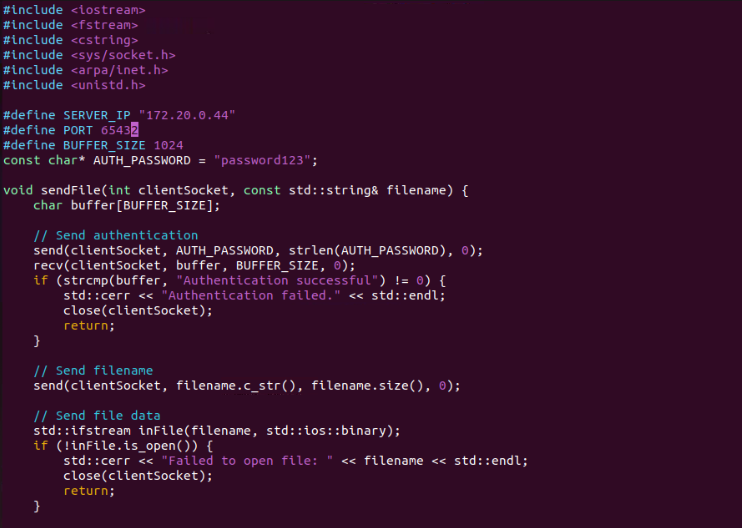 #include <iostream>
#include <fstream>
#include <cstring>
#include <sys/socket.h>
#include <arpa/inet.h>
#include <unistd.h>

#define SERVER_IP "172.20.0.44"
#define PORT 65432
#define BUFFER_SIZE 1024
const char* AUTH_PASSWORD = "password123";

void sendFile(int clientSocket, const std::string& filename) {
    char buffer[BUFFER_SIZE];

    // Send authentication
    send(clientSocket, AUTH_PASSWORD, strlen(AUTH_PASSWORD), 0);
    recv(clientSocket, buffer, BUFFER_SIZE, 0);
    if (strcmp(buffer, "Authentication successful") != 0) {
        std::cerr << "Authentication failed." << std::endl;
        close(clientSocket);
        return;
    }

    // Send filename
    send(clientSocket, filename.c_str(), filename.size(), 0);

    // Send file data
    std::ifstream inFile(filename, std::ios::binary);
    if (!inFile.is_open()) {
        std::cerr << "Failed to open file: " << filename << std::endl;
        close(clientSocket);
        return;
    }